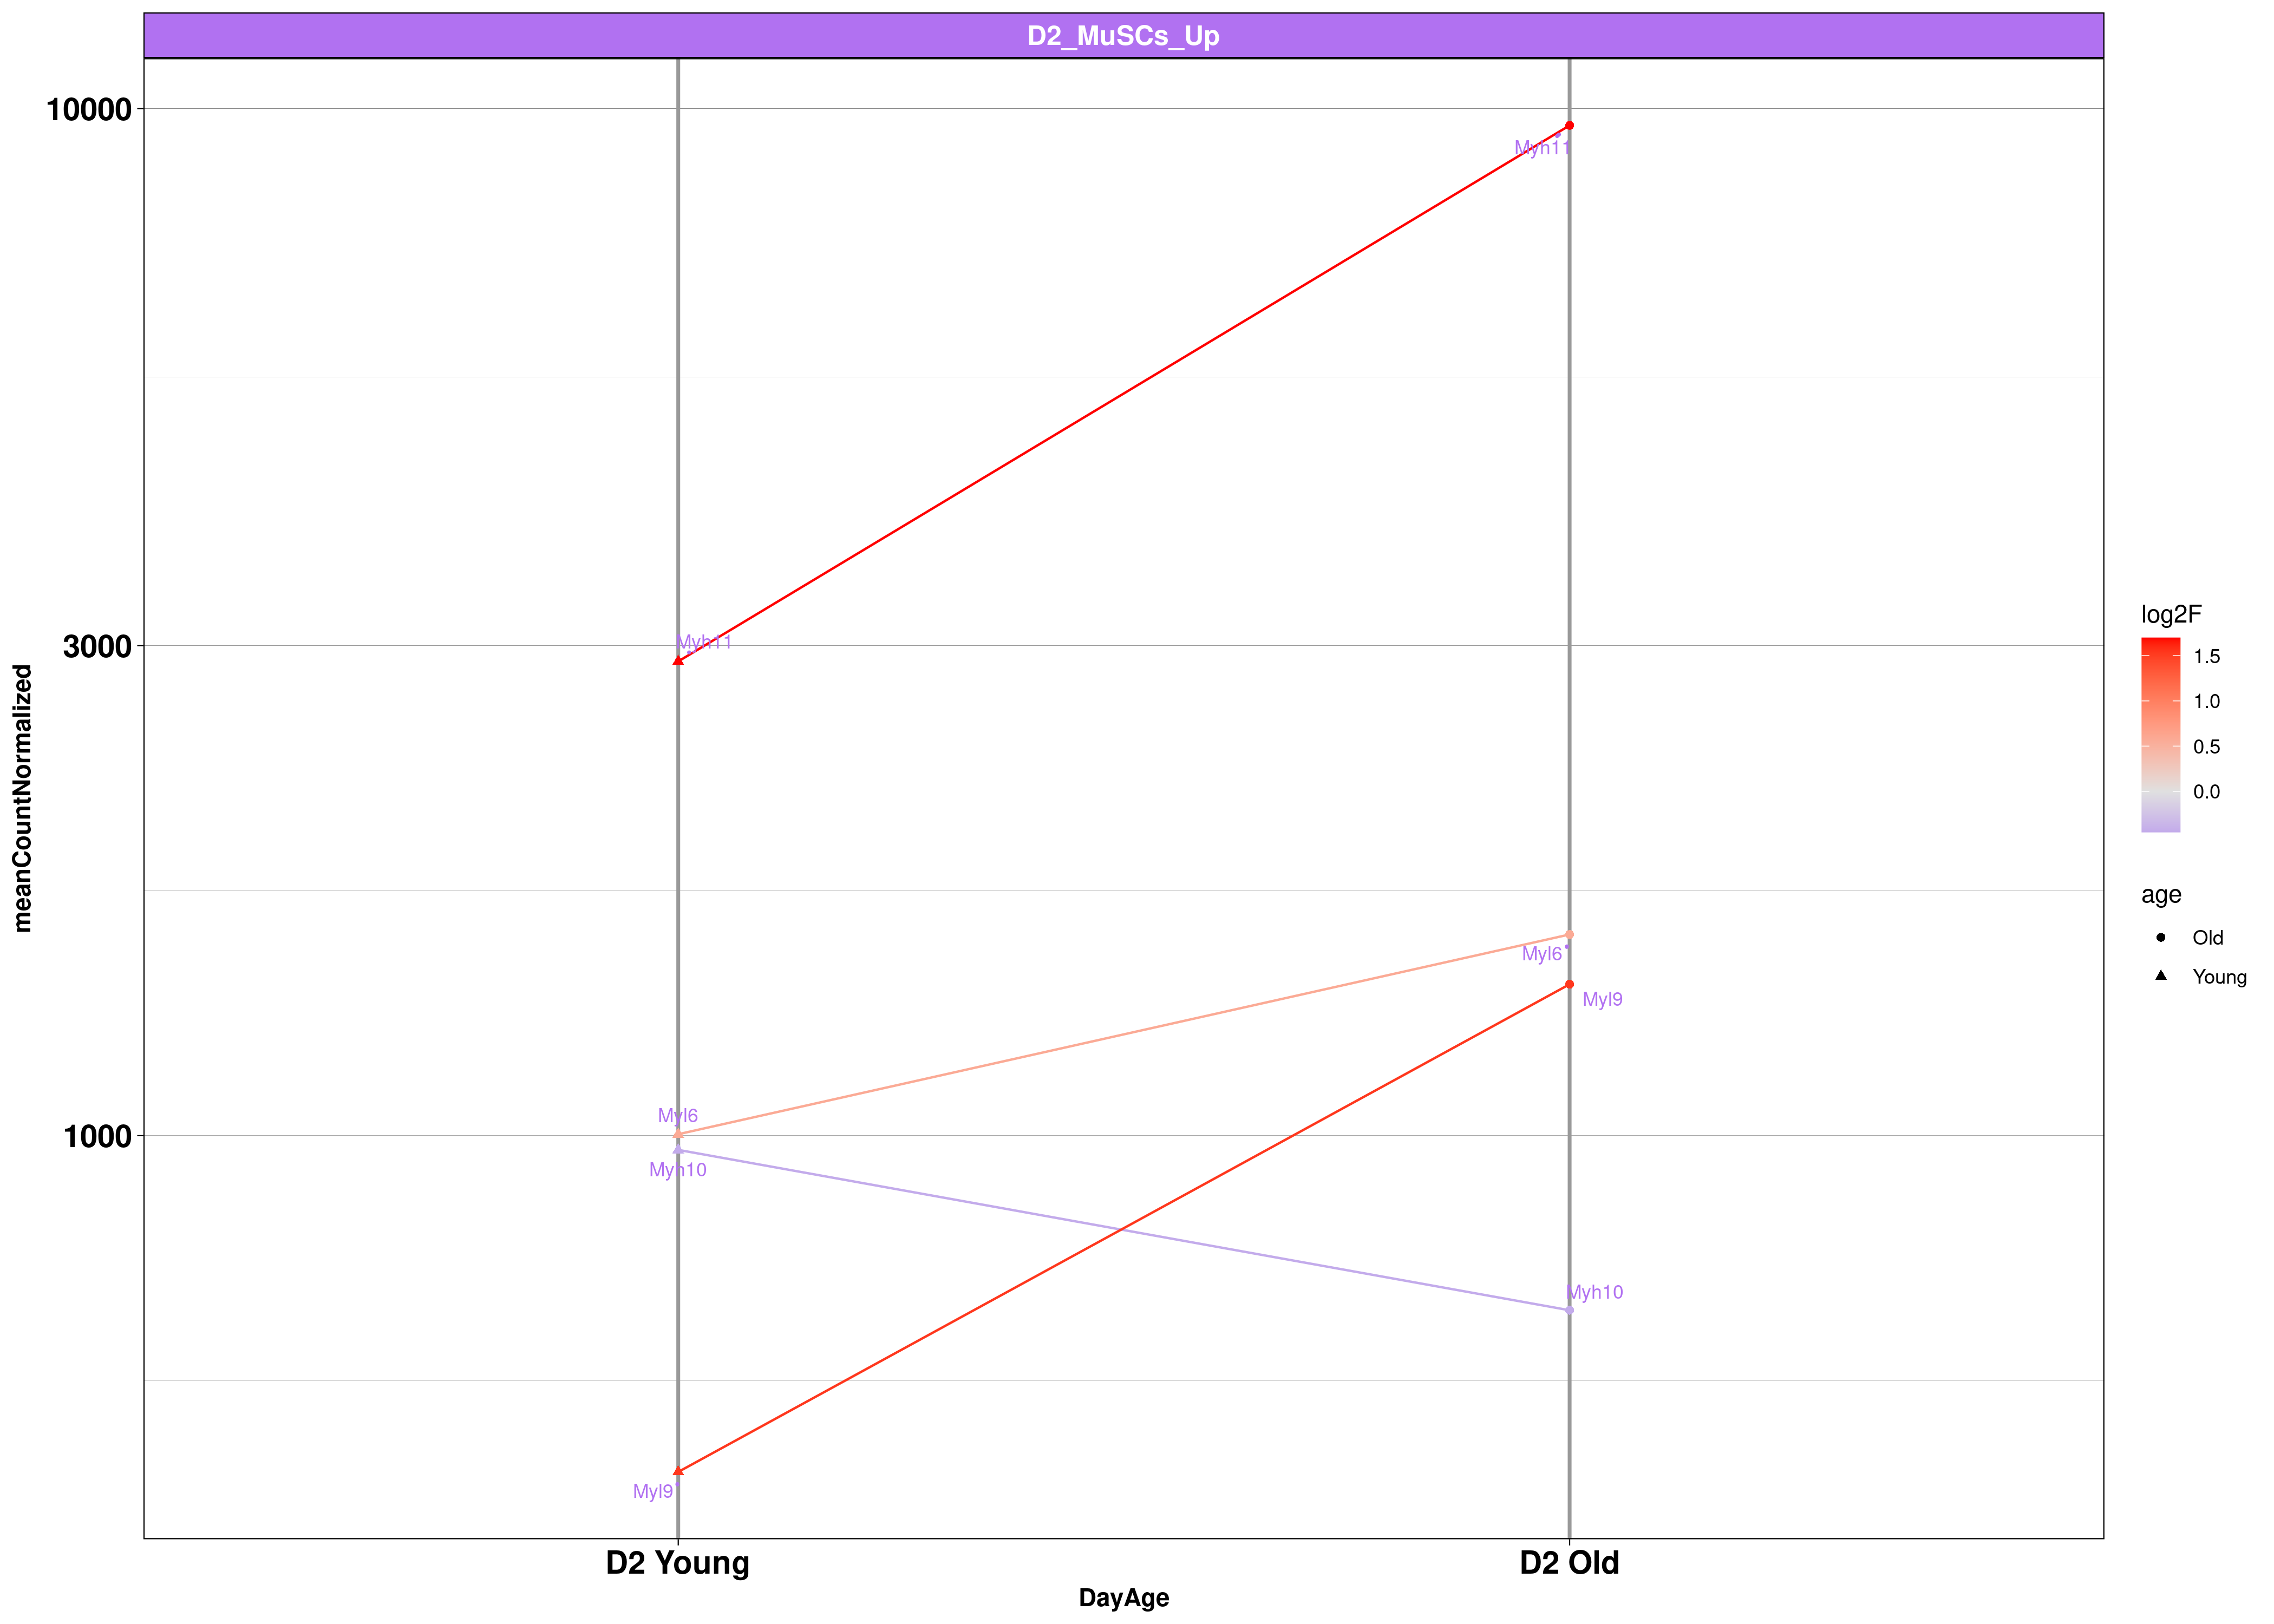 D2_MuSCs_Up
10000
3000
1000
meanCountNormalized
Myh11
Myh11
Myl6
Myl9
Myl6
Myh10
Myh10
Myl9
D2 Young
D2 Old
DayAge
log2F
1.5
1.0
0.5
0.0
age
Old
Young